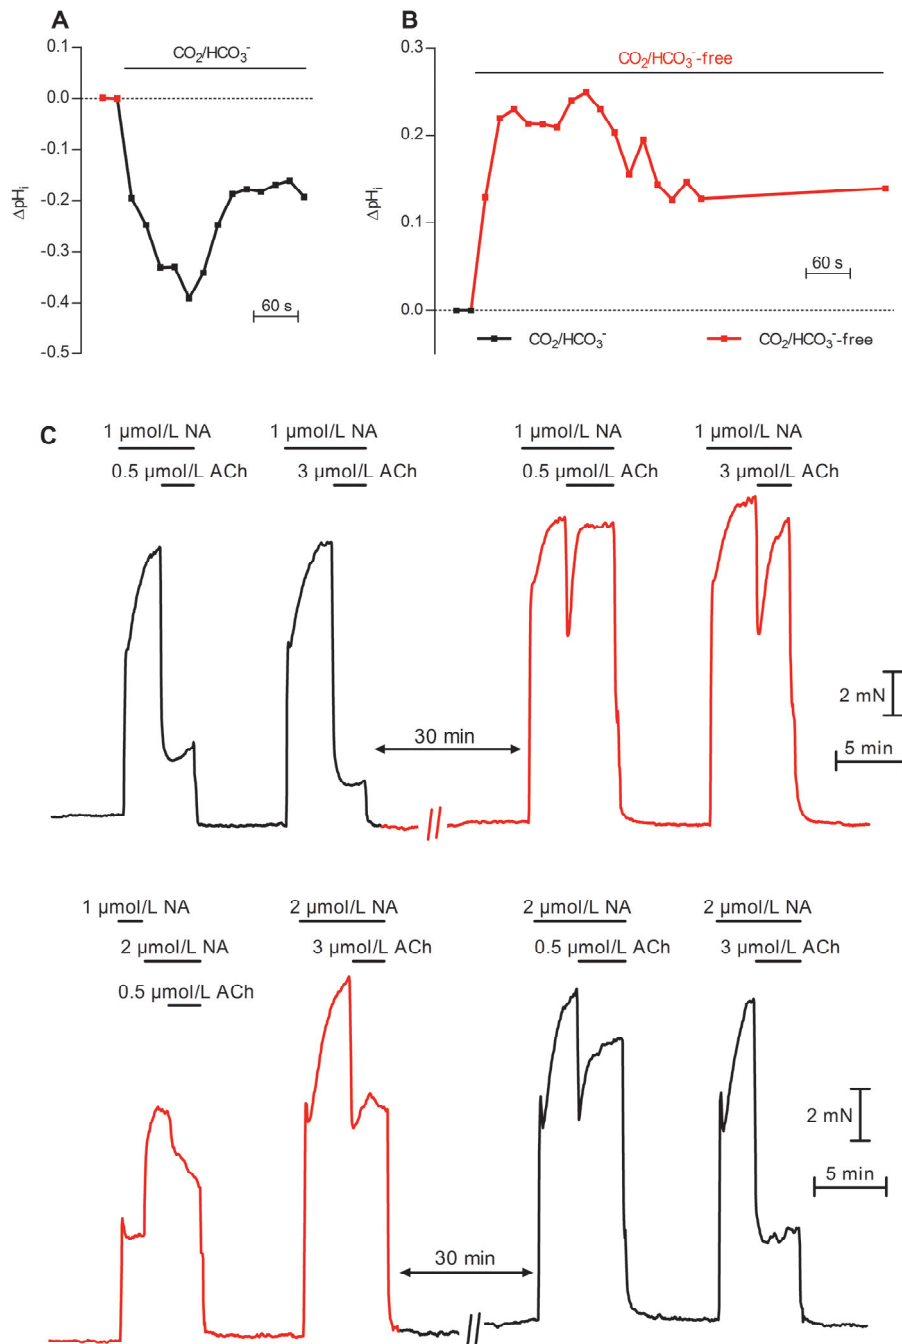 A
CO₂/HCO₃⁻
0.1
0.0
-0.1
-0.2
-0.3
-0.4
-0.5
ΔpHᵢ
60 s
B
CO₂/HCO₃⁻-free
0.3
0.2
0.1
0.0
ΔpHᵢ
60 s
CO₂/HCO₃⁻
CO₂/HCO₃⁻-free
C
1 µmol/L NA
1 µmol/L NA
1 µmol/L NA
1 µmol/L NA
0.5 µmol/L ACh
3 µmol/L ACh
0.5 µmol/L ACh
3 µmol/L ACh
30 min
2 mN
5 min
1 µmol/L NA
2 µmol/L NA
2 µmol/L NA
2 µmol/L NA
2 µmol/L NA
3 µmol/L ACh
0.5 µmol/L ACh
3 µmol/L ACh
0.5 µmol/L ACh
2 mN
5 min
30 min